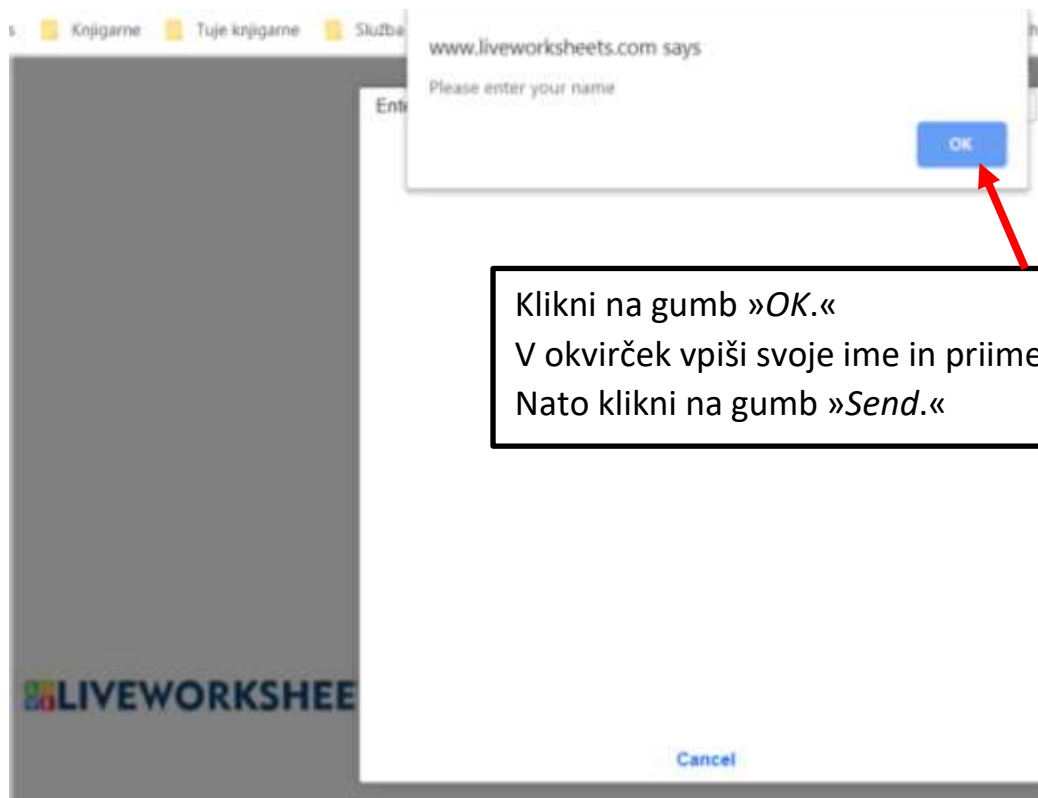 s Knjigarne Tuje knjigarne Služba
www.liveworksheets.com says
Please enter your name
Ente
OK
Klikni na gumb »OK.«
V okvirček vpiši svoje ime in priime
Nato klikni na gumb »Send.«
LIVEWORKSHEE
Cancel